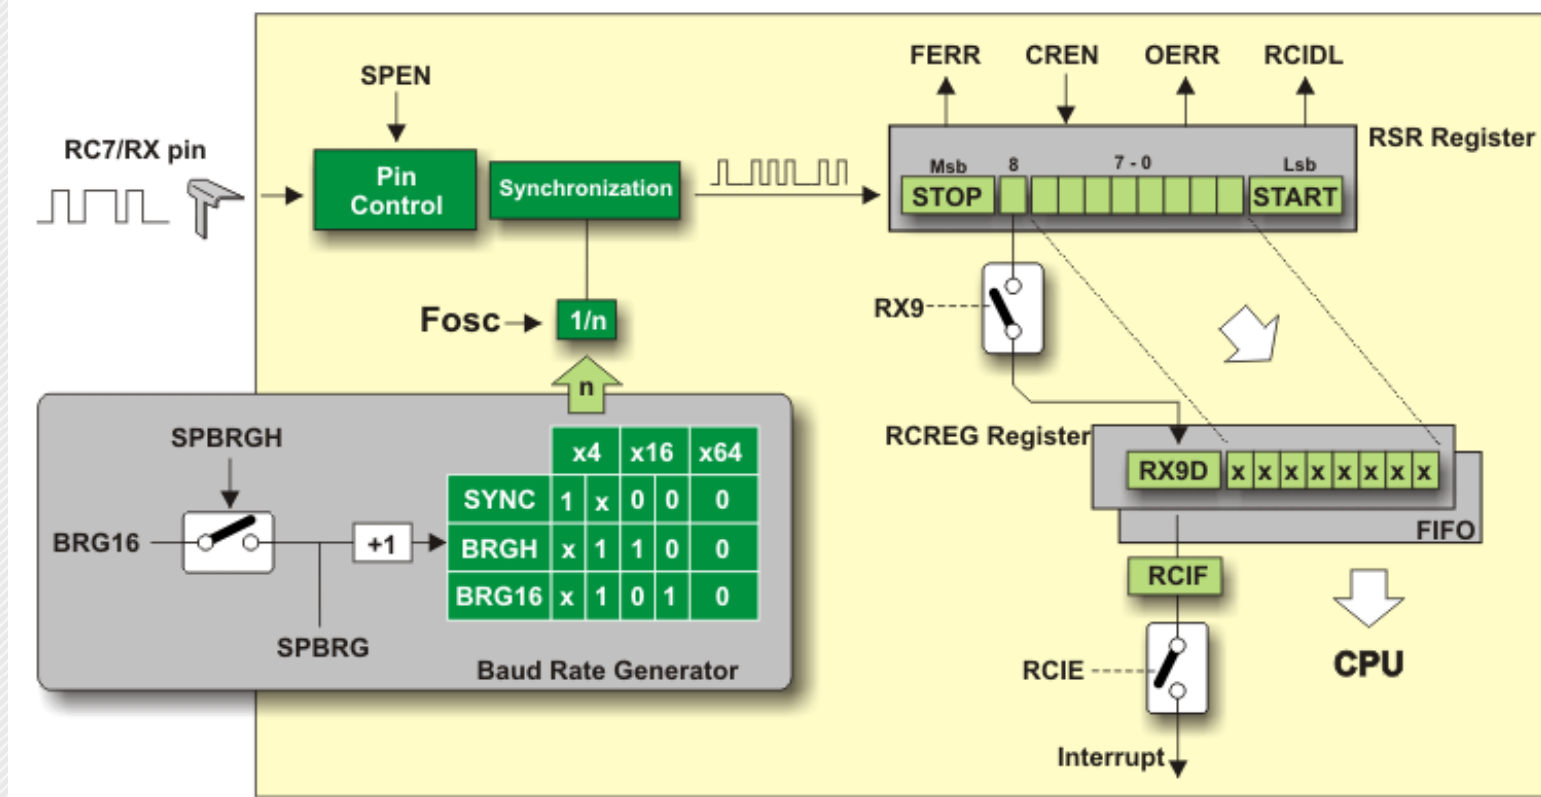 FERR CREN OERR RCIDL
SPEN
RSR Register
RC7/RX pin
Msb 8 7 - 0 Lsb
Pin
Control
Synchronization
STOP START
RX9
Fosc 1/n
n
SPBRGH
RCREG Register
x4 x16 x64
RX9D x x x x x x x x
SYNC 1 x 0 0 0
FIFO
BRG16 +1
BRGH x 1 1 0 0
RCIF
BRG16 x 1 0 1 0
SPBRG
Baud Rate Generator
RCIE
CPU
Interrupt